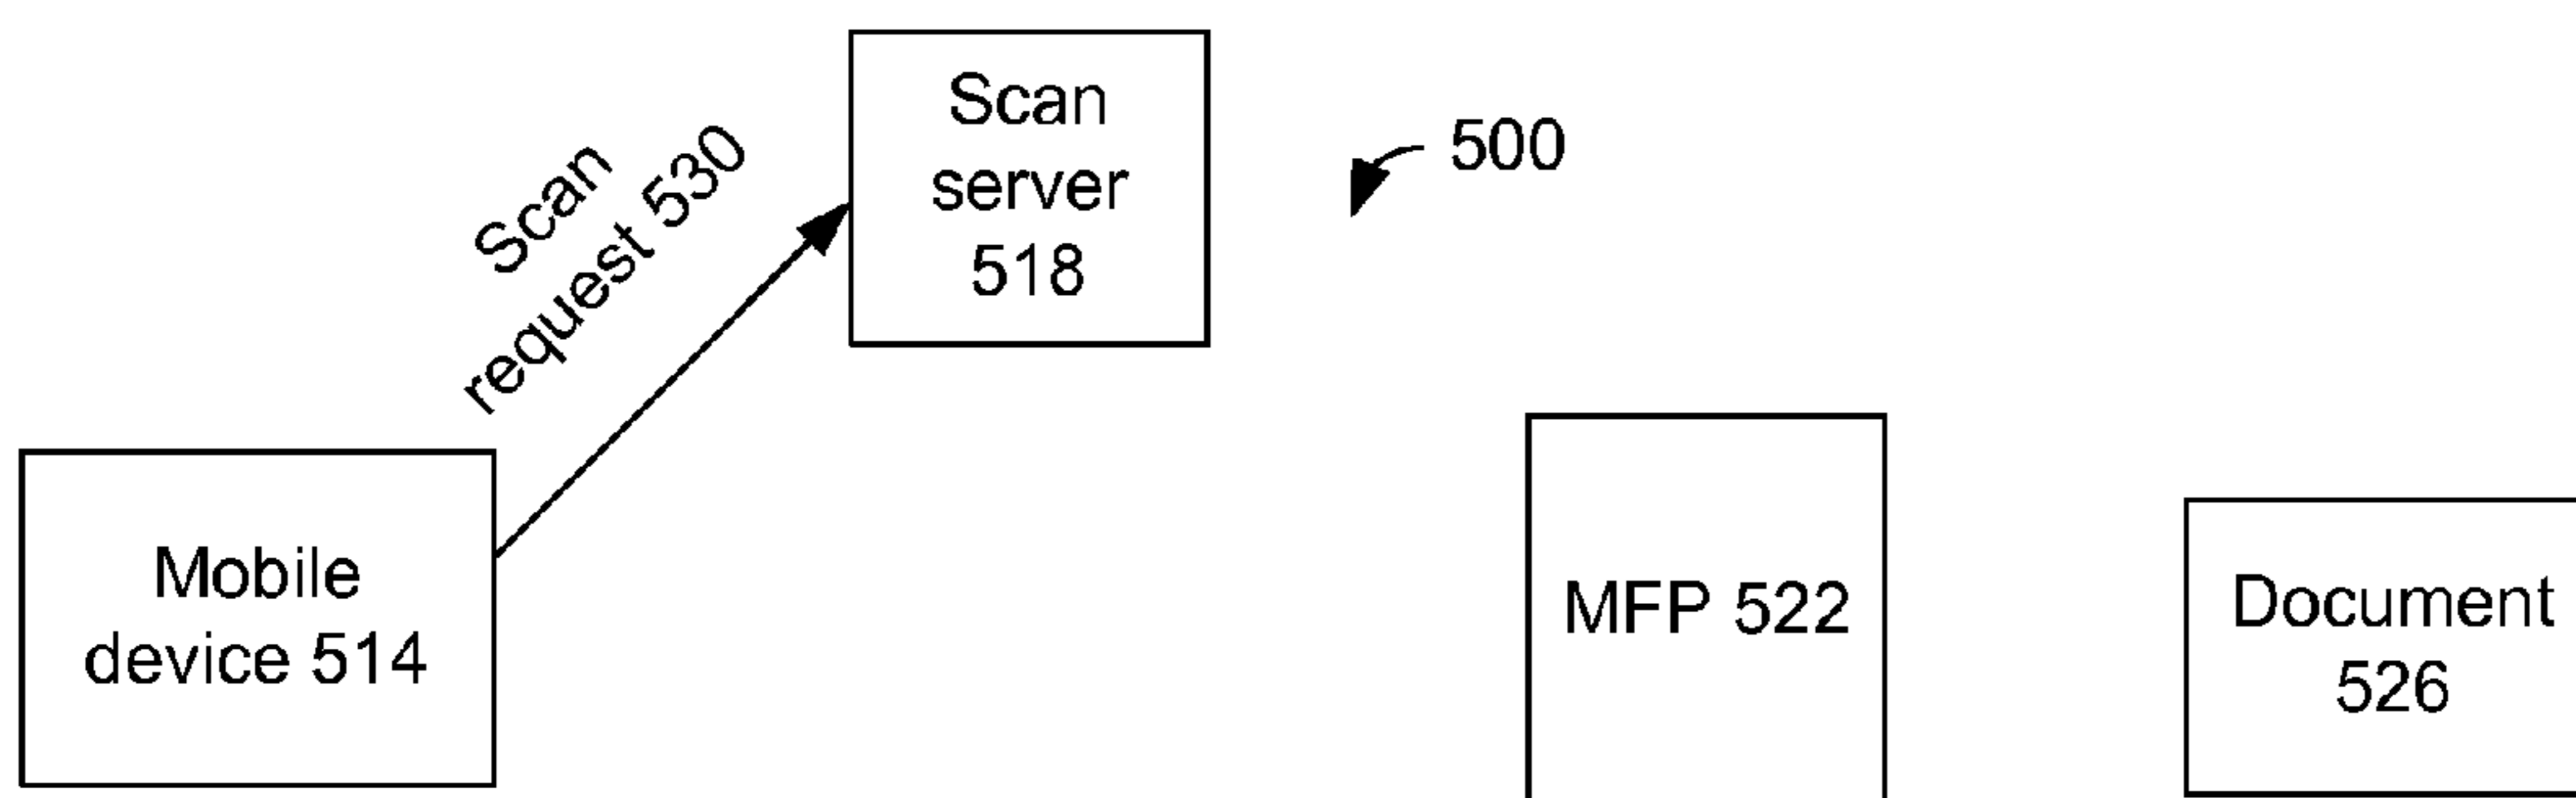 Scan
server
518
500
Scan
request 530
Mobile
device 514
MFP 522
Document
526